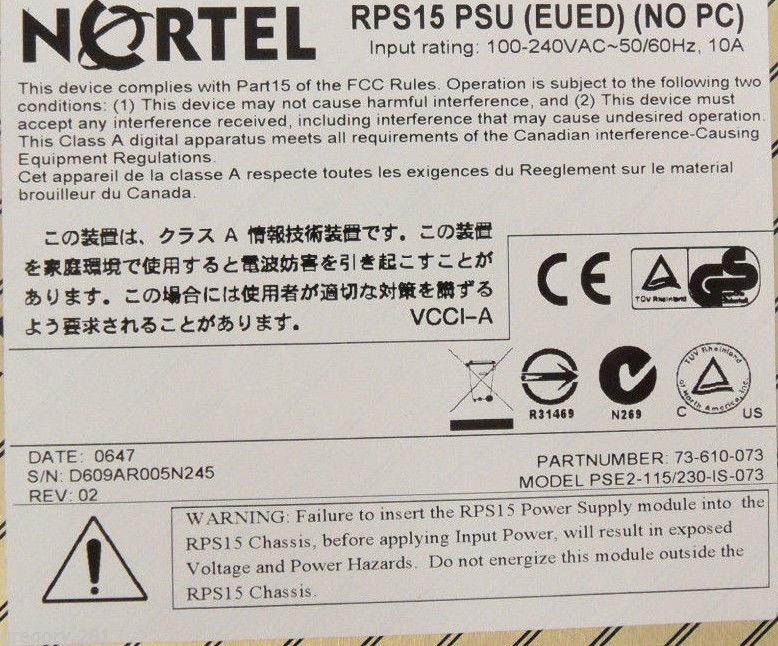 NORTEL
RPS15 PSU (EUED) (NO PC)
Input rating: 100-240VAC~50/60Hz, 10A
This device complies with Part15 of the FCC Rules. Operation is subject to the following two
conditions: (1) This device may not cause harmful interference, and (2) This device must
accept any interference received, including interference that may cause undesired operation.
This Class A digital apparatus meets all requirements of the Canadian interference-Causing
Equipment Regulations.
Cet appareil de la classe A respecte toutes les exigences du Reeglement sur le material
brouilleur du Canada.
この装置は、クラス A 情報技術装置です。この装置
を家庭環境で使用すると電波妨害を引き起こすことが
あります。この場合には使用者が適切な対策を講ずる
よう要求されることがあります。 VCCI-A
CE
TÜV Rheinland
GS
R31469
N269
TUV Rheinland
of North America, Inc.
C US
DATE: 0647
S/N: D609AR005N245
REV: 02
PARTNUMBER: 73-610-073
MODEL PSE2-115/230-IS-073
WARNING: Failure to insert the RPS15 Power Supply module into the
RPS15 Chassis, before applying Input Power, will result in exposed
Voltage and Power Hazards. Do not energize this module outside the
RPS15 Chassis.